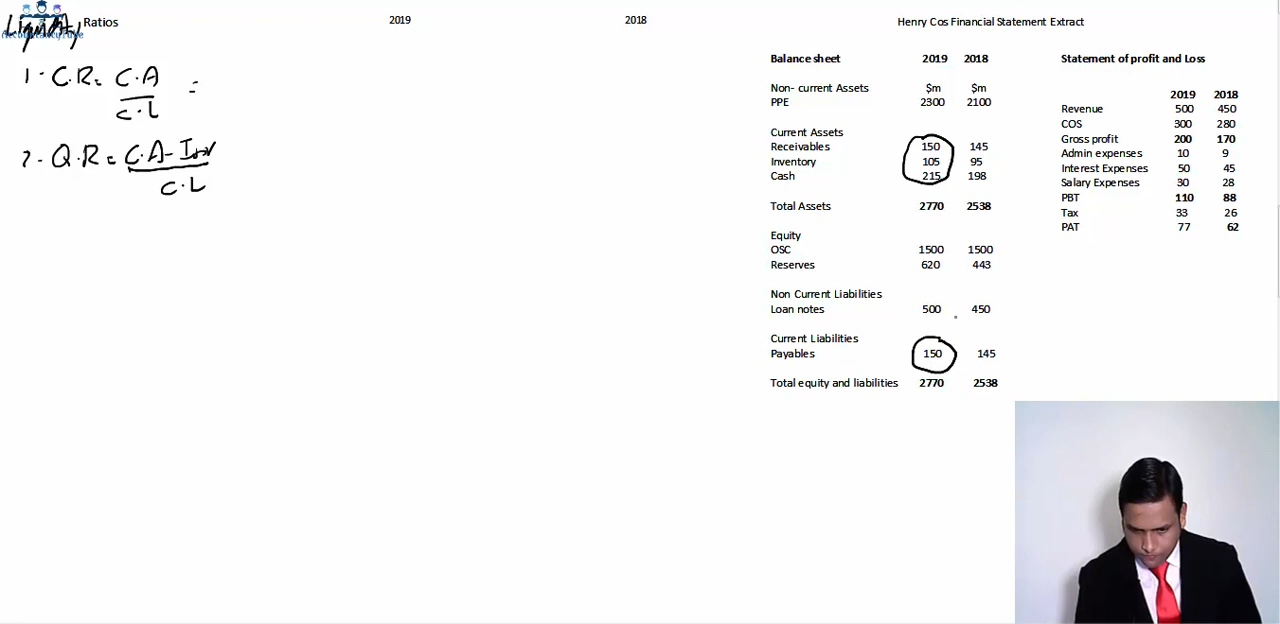 Liquidity Ratios 2019 2018 Henry Cos Financial Statement Extract
1. C.R = C.A / C.L =
2. Q.R = C.A - Inv / C.L
Balance sheet 2019 2018
Non- current Assets $m $m
PPE 2300 2100
Current Assets
Receivables 150 145
Inventory 105 95
Cash 215 198
Total Assets 2770 2538
Equity
OSC 1500 1500
Reserves 620 443
Non Current Liabilities
Loan notes 500 450
Current Liabilities
Payables 150 145
Total equity and liabilities 2770 2538
Statement of profit and Loss
2019 2018
Revenue 500 450
COS 300 280
Gross profit 200 170
Admin expenses 10 9
Interest Expenses 50 45
Salary Expenses 30 28
PBT 110 88
Tax 33 26
PAT 77 62